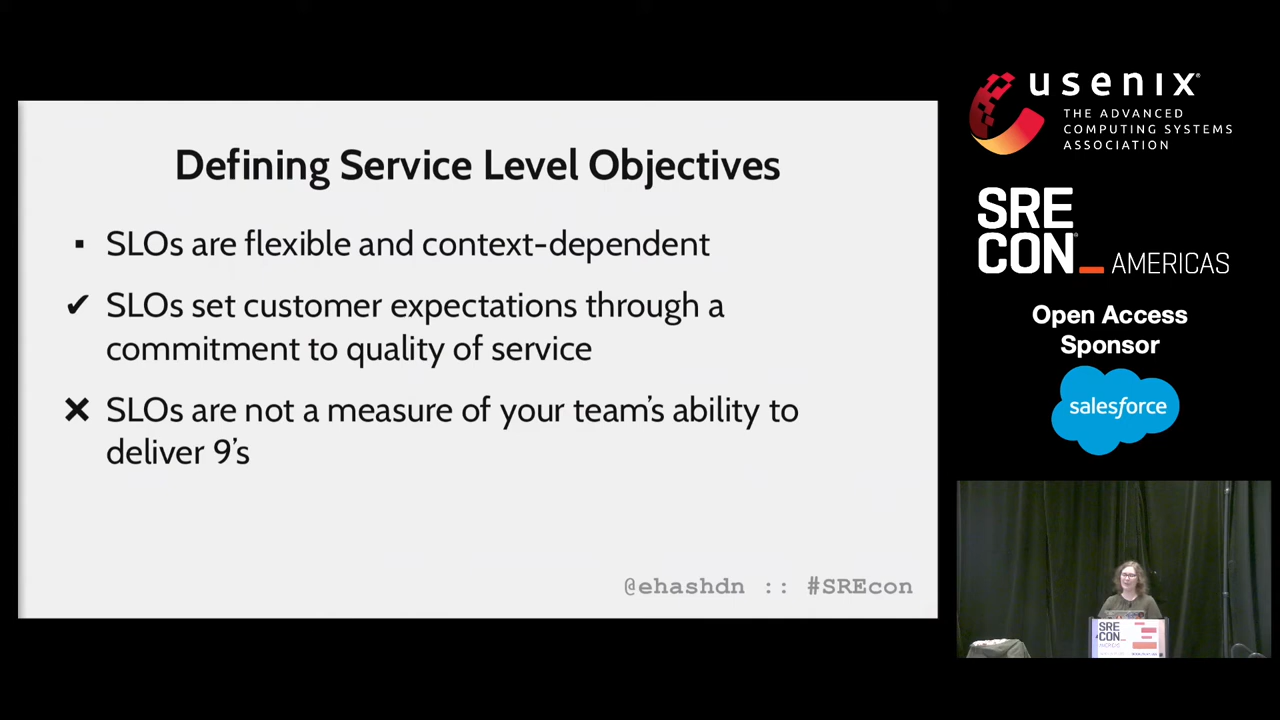 Defining Service Level Objectives
▪ SLOs are flexible and context-dependent
✔ SLOs set customer expectations through a
commitment to quality of service
✕ SLOs are not a measure of your team's ability to
deliver 9's
@ehashdn :: #SREcon
usenix®
THE ADVANCED
COMPUTING SYSTEMS
ASSOCIATION
SRE
CON
AMERICAS
Open Access
Sponsor
salesforce
SRE
CON